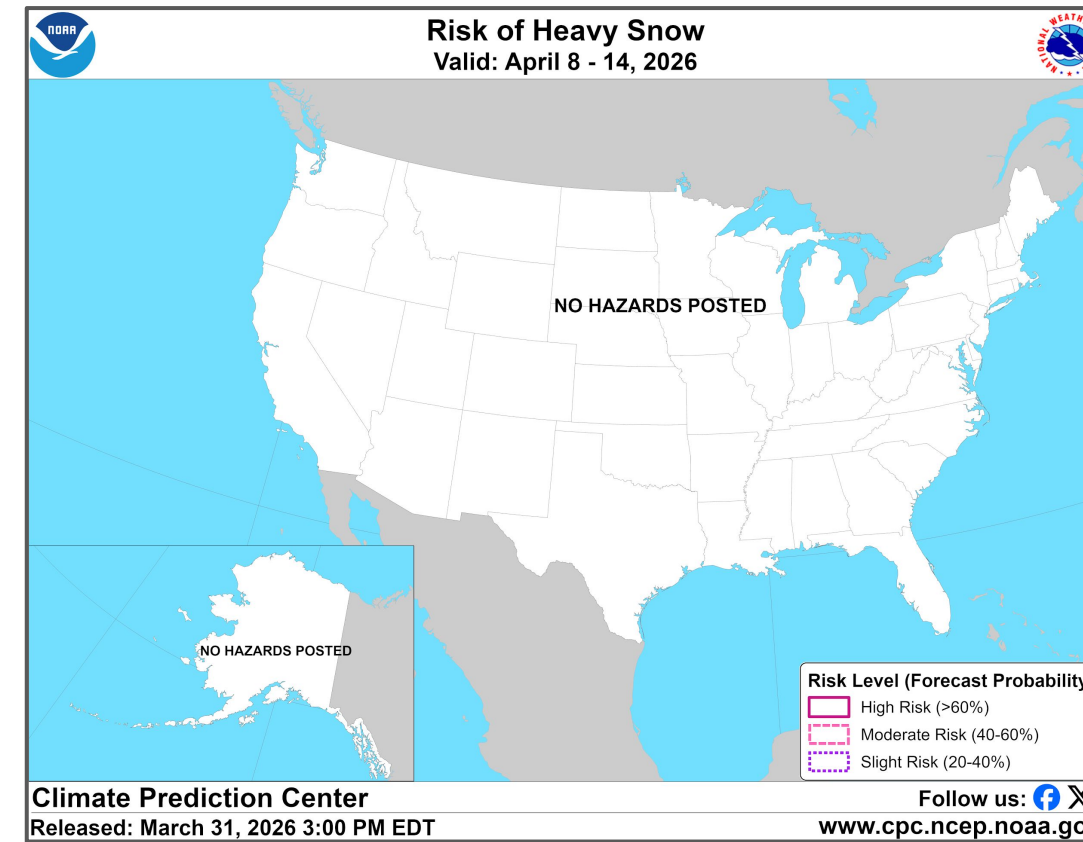 NOAA
Risk of Heavy Snow
Valid: April 8 - 14, 2026
NATIONAL WEATH
NO HAZARDS POSTED
NO HAZARDS POSTED
Risk Level (Forecast Probability
High Risk (>60%)
Moderate Risk (40-60%)
Slight Risk (20-40%)
Climate Prediction Center
Follow us:
Released: March 31, 2026 3:00 PM EDT
www.cpc.ncep.noaa.go